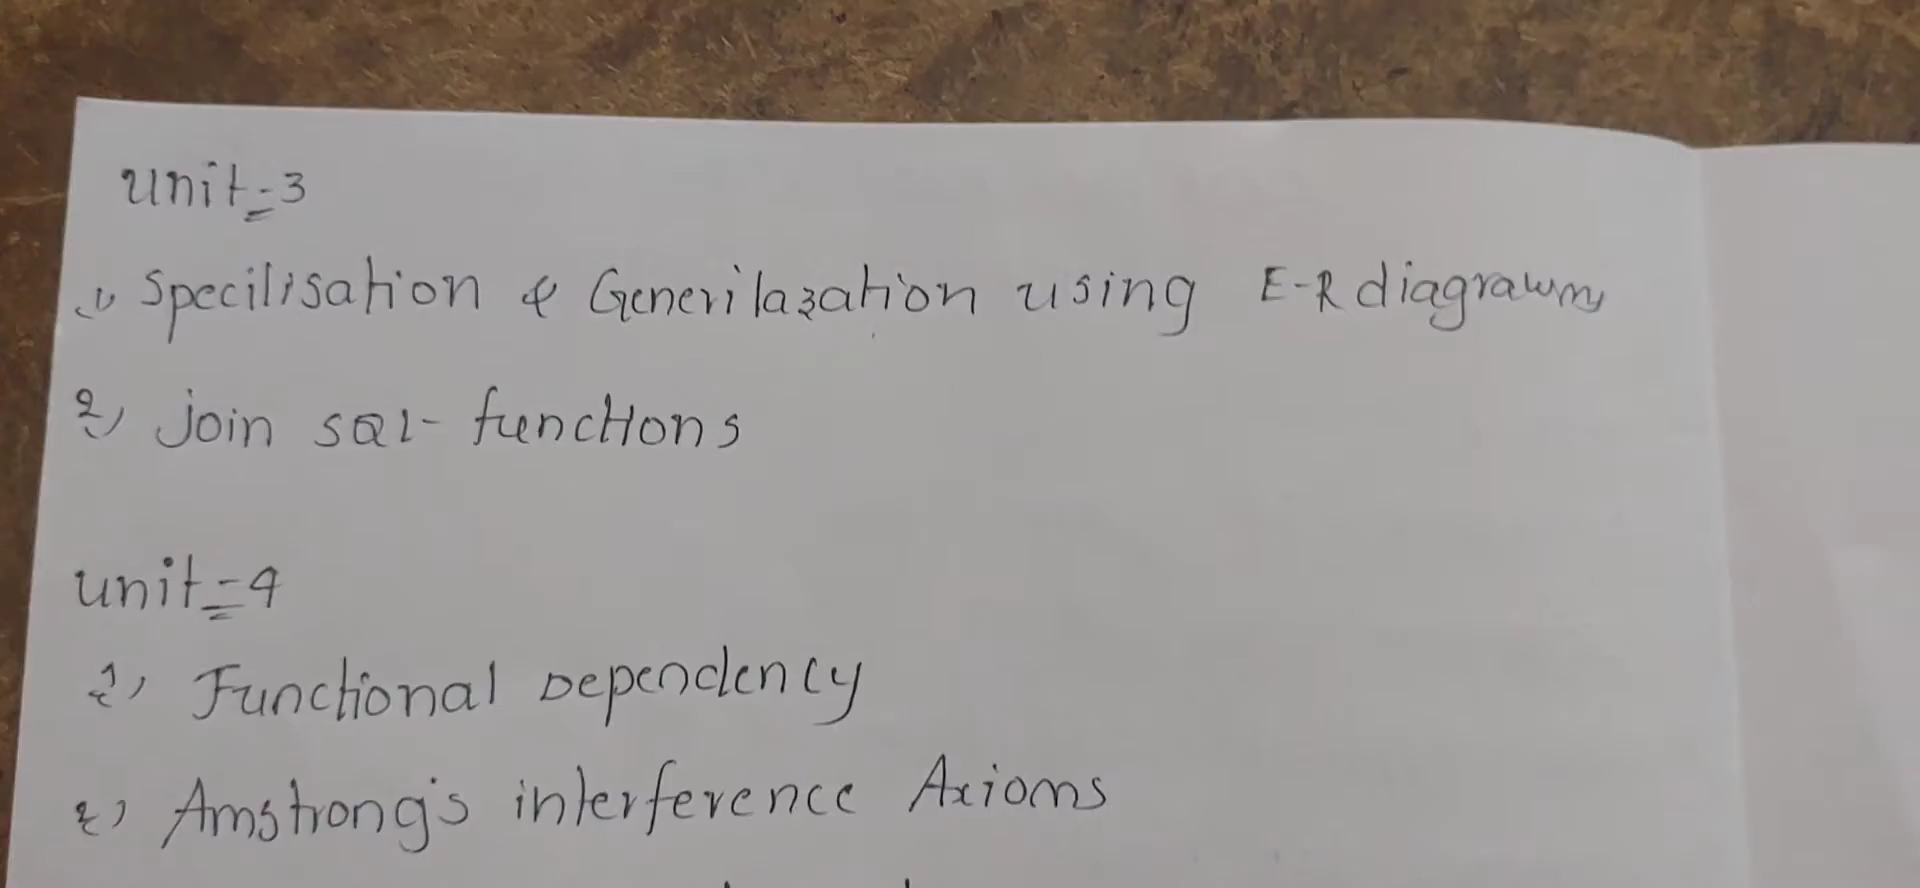 unit-3
1) Specilisation & Generilazation using E-R diagrams
2) join SQL- functions
unit-4
1) Functional Dependency
2) Amstrong's interference Axioms